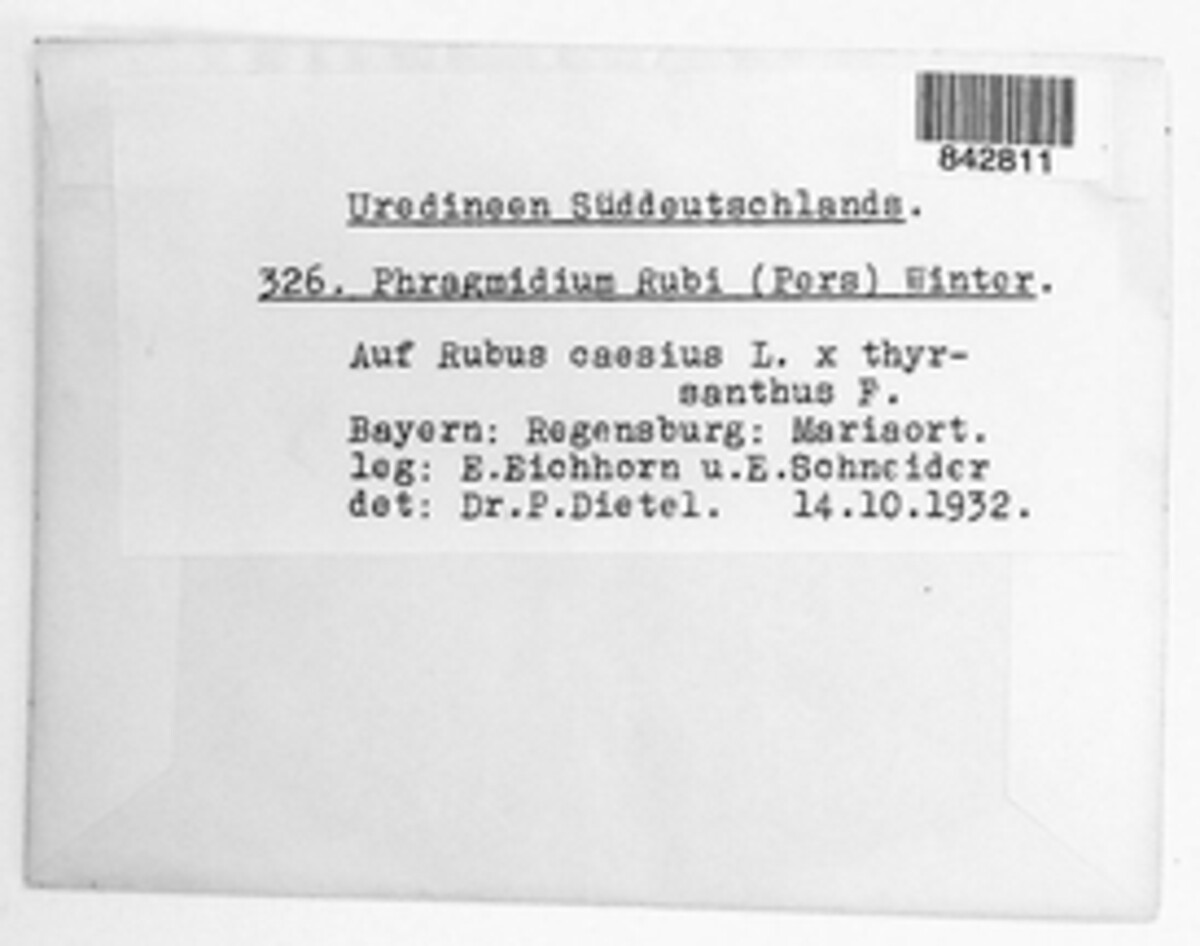 842811
Uredineen Süddeutschlands.
326. Phragmidium Rubi (Pers) Winter.
Auf Rubus caesius L. x thyr-
santhus F.
Bayern: Regensburg: Mariaort.
leg: E.Eichhorn u.E.Schneider
det: Dr.P.Dietel. 14.10.1932.